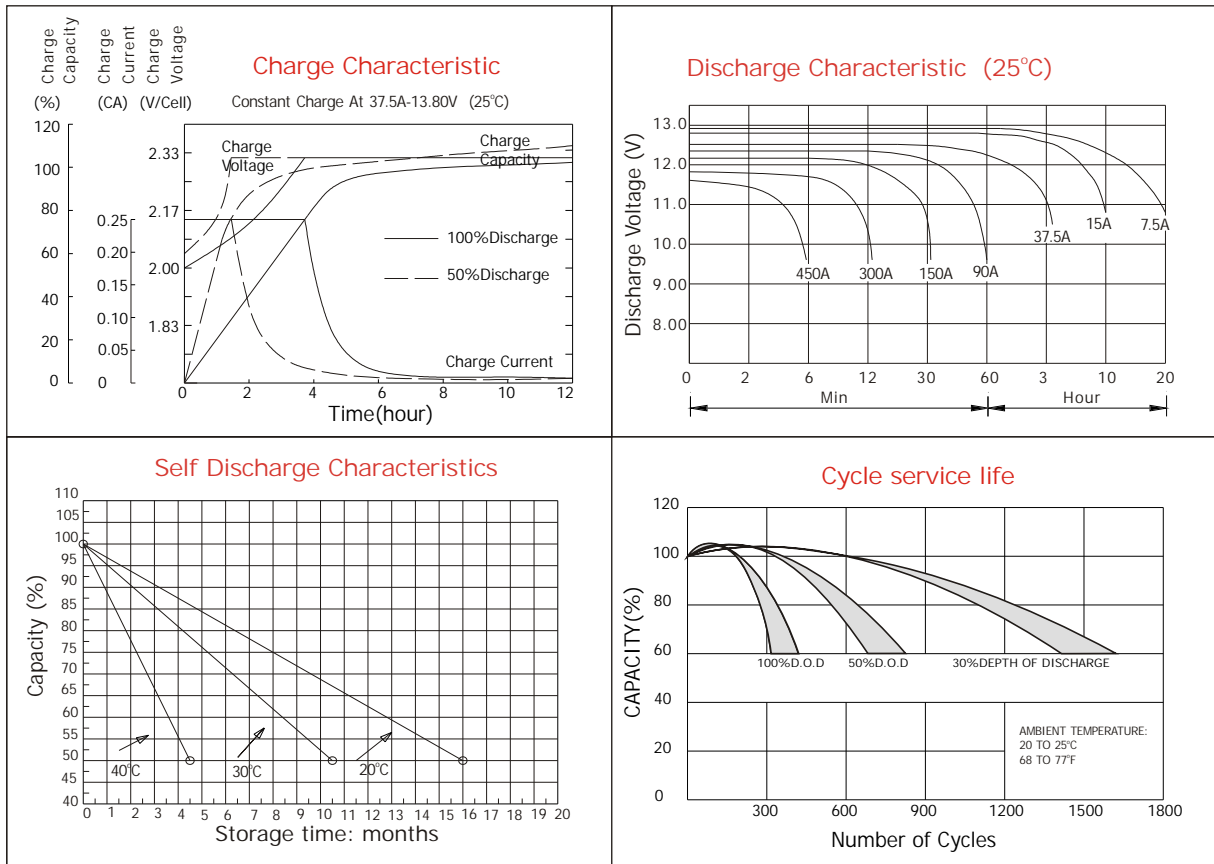 Charge Capacity
Charge Current
Charge Voltage
(%)
(CA)
(V/Cell)
Charge Characteristic
Constant Charge At 37.5A-13.80V (25°C)
120
100
80
60
40
20
0
0.25
0.20
0.15
0.10
0.05
0
2.33
2.17
2.00
1.83
Charge Voltage
Charge Capacity
100%Discharge
50%Discharge
Charge Current
0 2 4 6 8 10 12
Time(hour)
Discharge Characteristic (25°C)
Discharge Voltage (V)
13.0
12.0
11.0
10.0
9.00
8.00
450A
300A
150A
90A
37.5A
15A
7.5A
0 2 6 12 30 60 3 10 20
Min
Hour
Self Discharge Characteristics
Capacity (%)
110
105
100
95
90
80
85
75
70
65
60
55
50
45
40
40°C
30°C
20°C
0 1 2 3 4 5 6 7 8 9 10 11 12 13 14 15 16 17 18 19 20
Storage time: months
Cycle service life
CAPACITY(%)
120
100
80
60
40
20
0
100%D.O.D
50%D.O.D
30%DEPTH OF DISCHARGE
AMBIENT TEMPERATURE:
20 TO 25°C
68 TO 77°F
300 600 900 1200 1500 1800
Number of Cycles